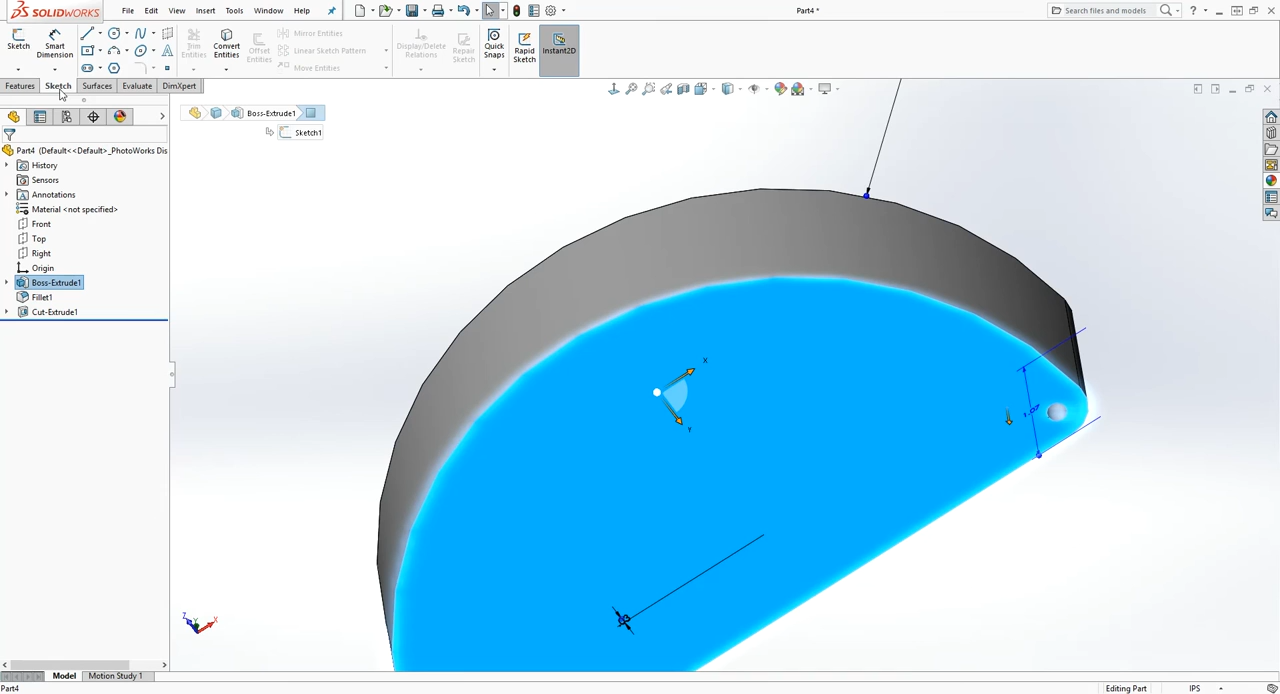 SOLIDWORKS
File
Edit
View
Insert
Tools
Window
Help
Part4 *
Search files and models
Sketch
Smart Dimension
Trim Entities
Convert Entities
Offset Entities
Mirror Entities
Linear Sketch Pattern
Move Entities
Display/Delete Relations
Repair Sketch
Quick Snaps
Rapid Sketch
Instant2D
Features
Sketch
Surfaces
Evaluate
DimXpert
Boss-Extrude1
Sketch1
Part4 (Default<<Default>_PhotoWorks Dis
History
Sensors
Annotations
Material <not specified>
Front
Top
Right
Origin
Boss-Extrude1
Fillet1
Cut-Extrude1
X
Y
Z
Y
X
Model
Motion Study 1
Part4
Editing Part
IPS